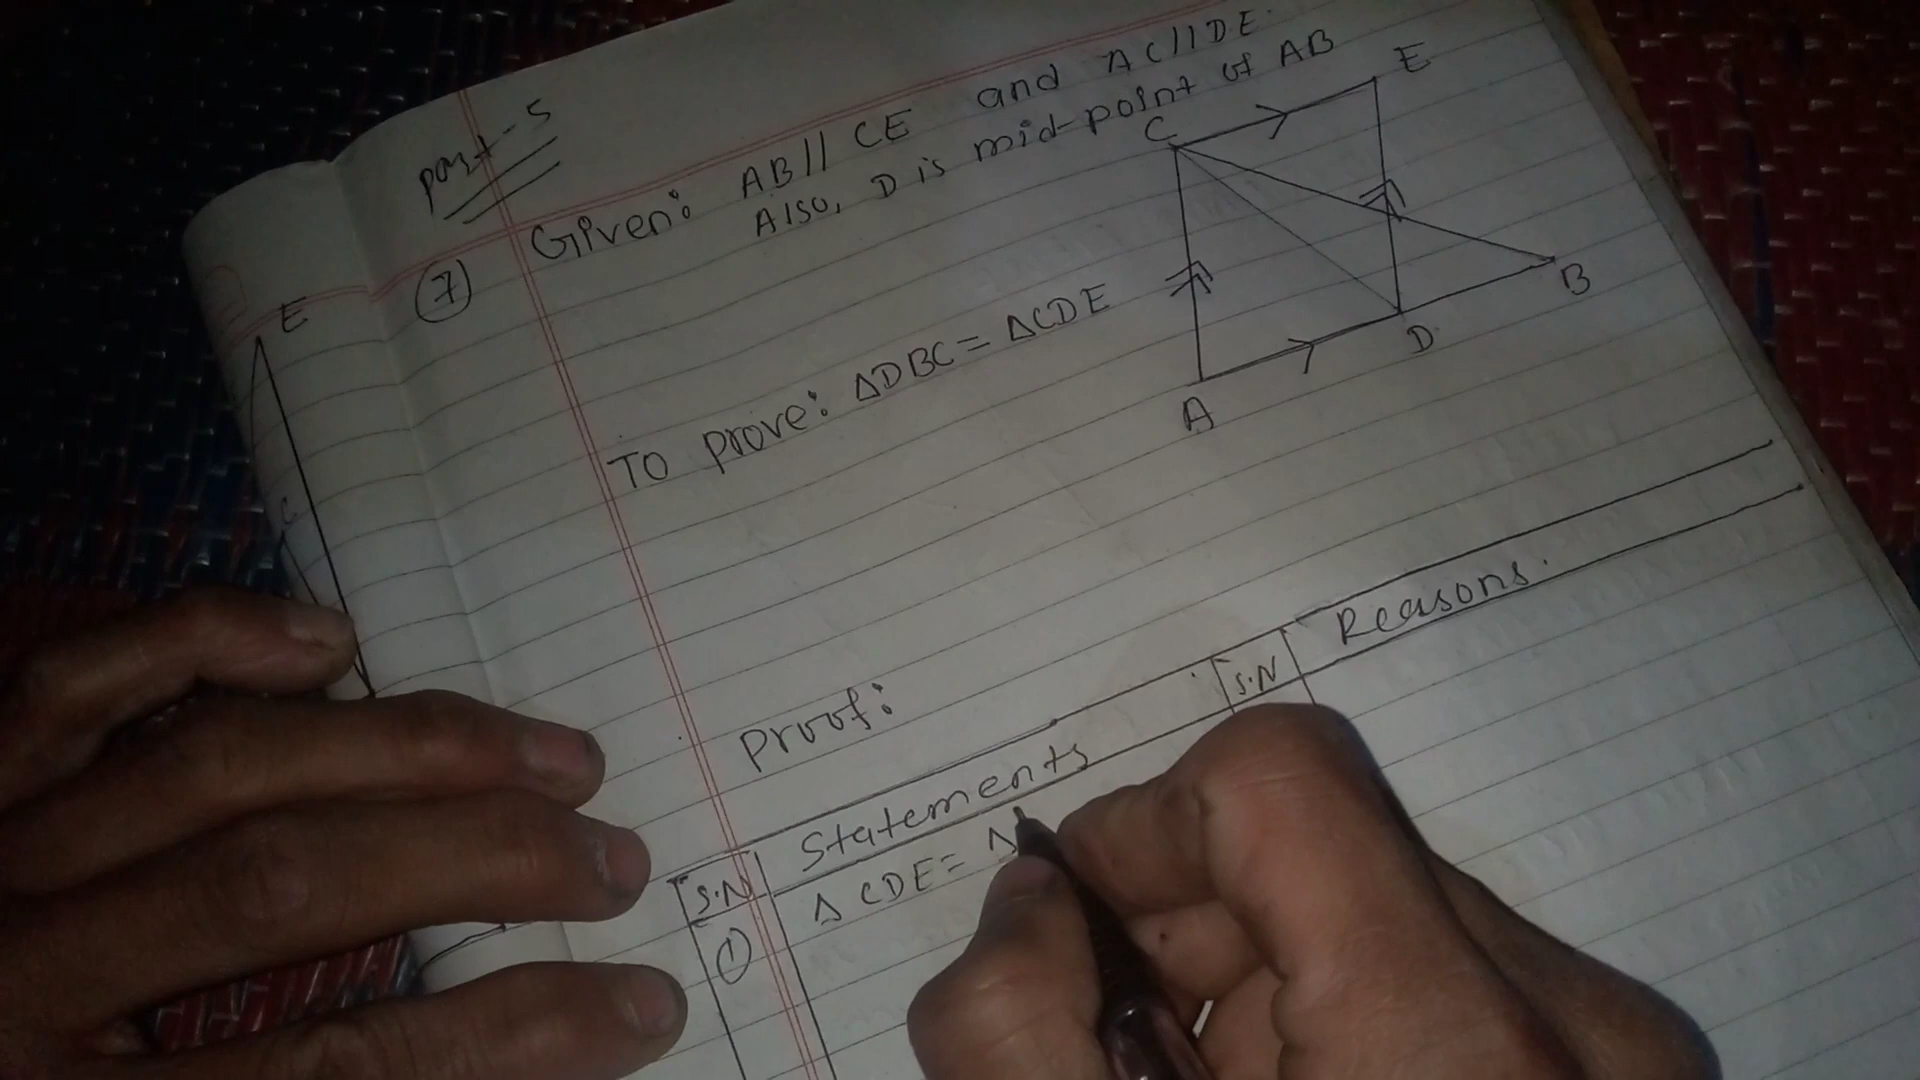 part-5
7 Given: AB// CE and AC//DE.
Also, D is mid-point of AB
C E
A D B
To prove: ΔDBC = ΔCDE
E
C
Proof:
S.N Statements S.N Reasons.
1 Δ CDE = Δ